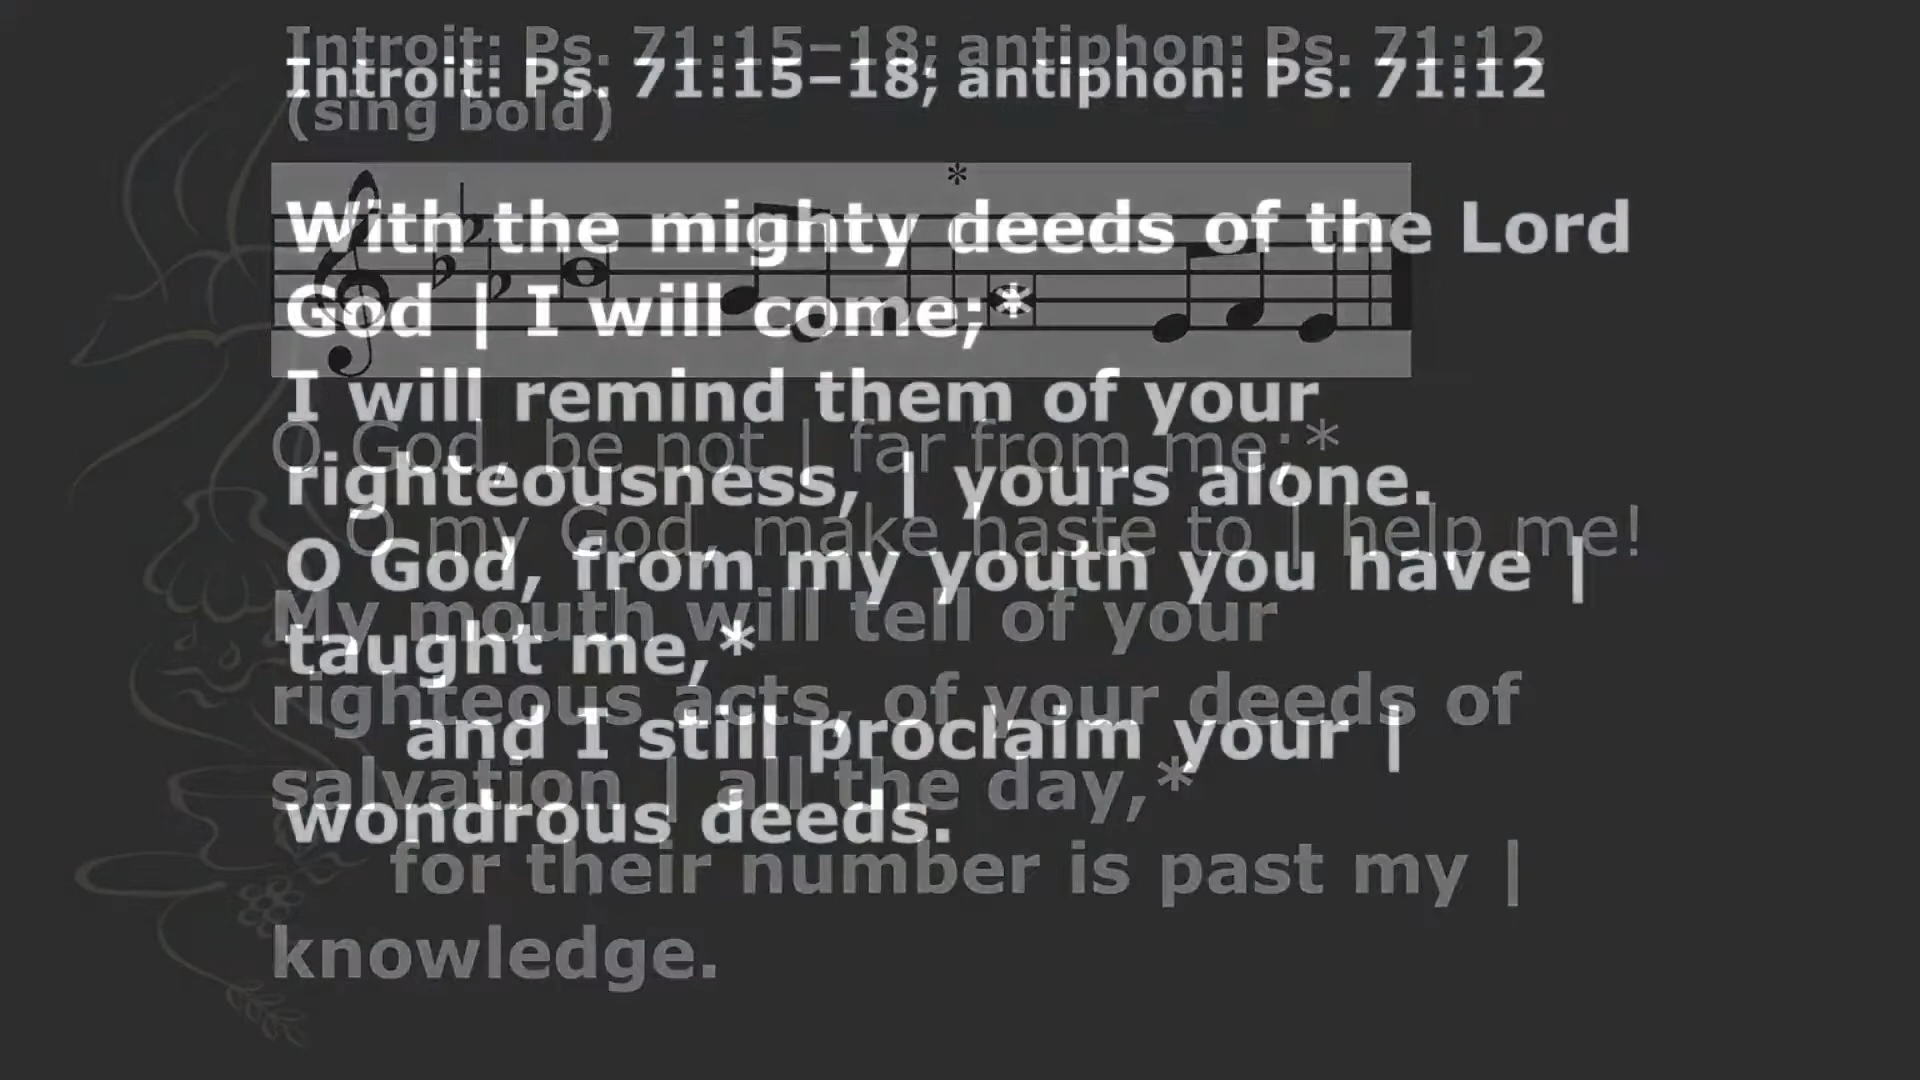 Introit: Ps. 71:15–18; antiphon: Ps. 71:12
(sing bold)
*
O God, be not | far from me;*
O my God, make haste to | help me!
My mouth will tell of your
righteous acts, of your deeds of
salvation | all the day,*
for their number is past my |
knowledge.
Introit: Ps. 71:15–18; antiphon: Ps. 71:12
With the mighty deeds of the Lord
God | I will come;*
I will remind them of your
righteousness, | yours alone.
O God, from my youth you have |
taught me,*
and I still proclaim your |
wondrous deeds.